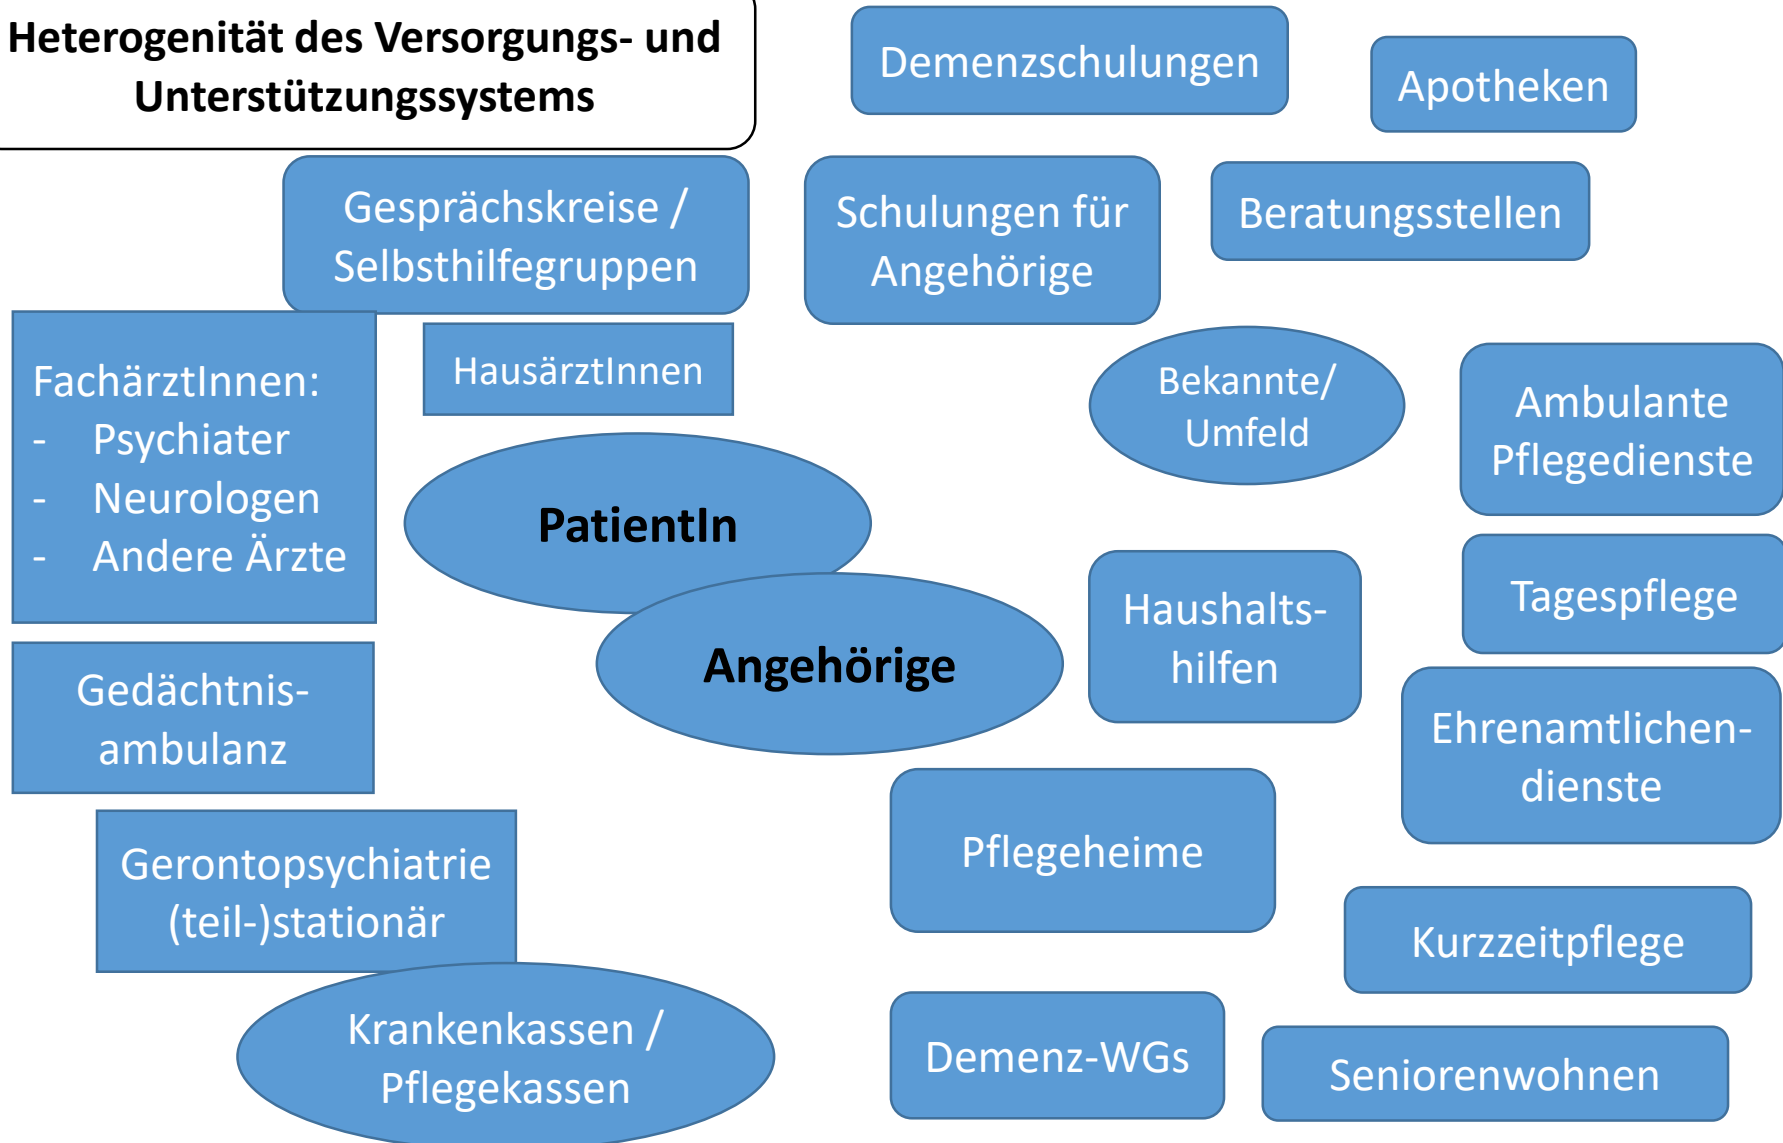 Heterogenität des Versorgungs- und
Unterstützungssystems
Demenzschulungen
Apotheken
Gesprächskreise /
Selbsthilfegruppen
Schulungen für
Angehörige
Beratungsstellen
FachärztInnen:
- Psychiater
- Neurologen
- Andere Ärzte
HausärztInnen
Bekannte/
Umfeld
Ambulante
Pflegedienste
PatientIn
Angehörige
Haushalts-
hilfen
Tagespflege
Gedächtnis-
ambulanz
Ehrenamtlichen-
dienste
Gerontopsychiatrie
(teil-)stationär
Pflegeheime
Kurzzeitpflege
Krankenkassen /
Pflegekassen
Demenz-WGs
Seniorenwohnen